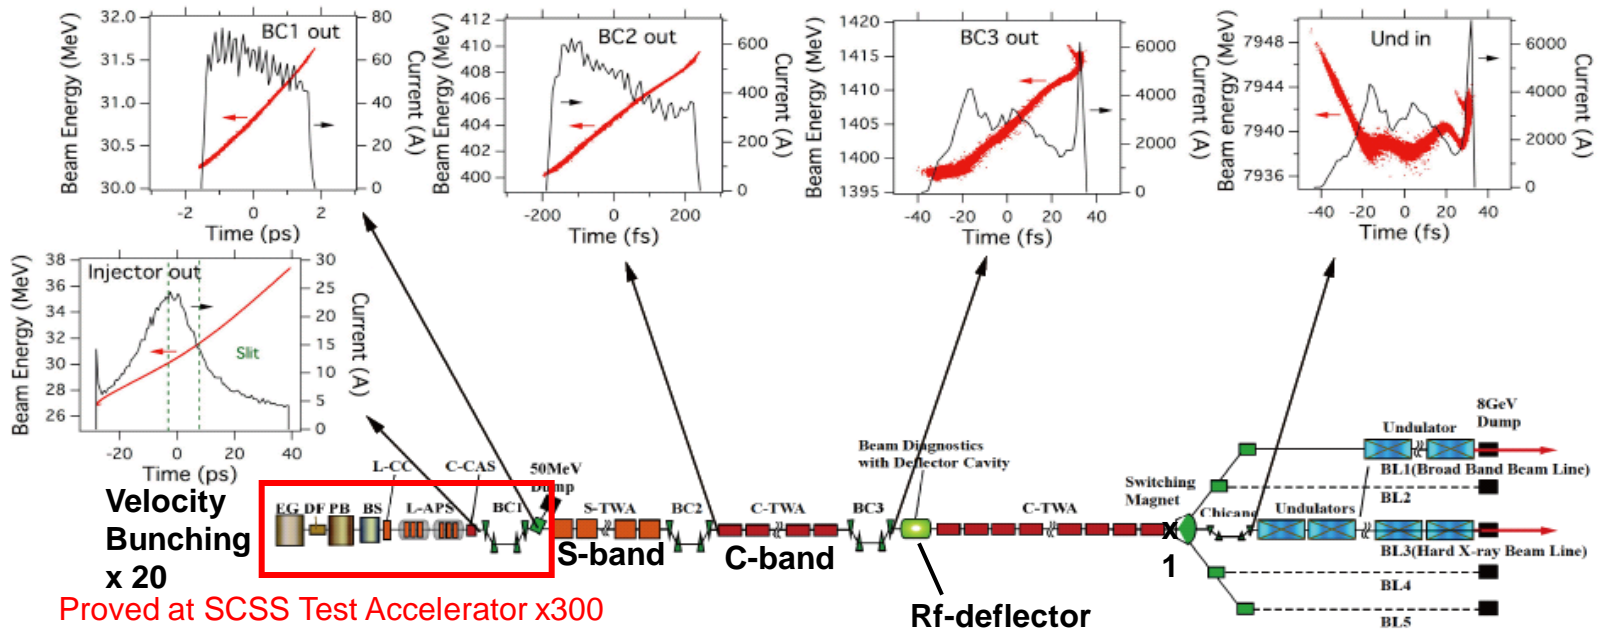 32.0
31.5
31.0
30.5
30.0
Beam Energy (MeV)
BC1 out
80
60
40
20
0
Current (A)
-2 0 2
Time (ps)
412
410
408
406
404
402
400
Beam Energy (MeV)
BC2 out
600
400
200
0
Current (A)
-200 0 200
Time (fs)
1420
1415
1410
1405
1400
1395
Beam Energy (MeV)
BC3 out
6000
4000
2000
0
Current (A)
-40 -20 0 20 40
Time (fs)
7948
7944
7940
7936
Beam energy (MeV)
Und in
6000
4000
2000
0
Current (A)
-40 -20 0 20 40
Time (fs)
38
36
34
32
30
28
26
Beam Energy (MeV)
Injector out
Slit
30
25
20
15
10
5
0
Current (A)
-20 0 20 40
Time (ps)
L-CC
C-CAS
50MeV
Dump
Beam Diagnostics
with Deflector Cavity
Switching
Magnet
Undulator
8GeV
Dump
BL1(Broad Band Beam Line)
BL2
EG DF PB BS L-APS BC1 S-TWA BC2 C-TWA BC3 C-TWA
Chicane
Undulators
BL3(Hard X-ray Beam Line)
BL4
BL5
Velocity
Bunching
x 20
S-band
C-band
x
1
Proved at SCSS Test Accelerator x300
Rf-deflector